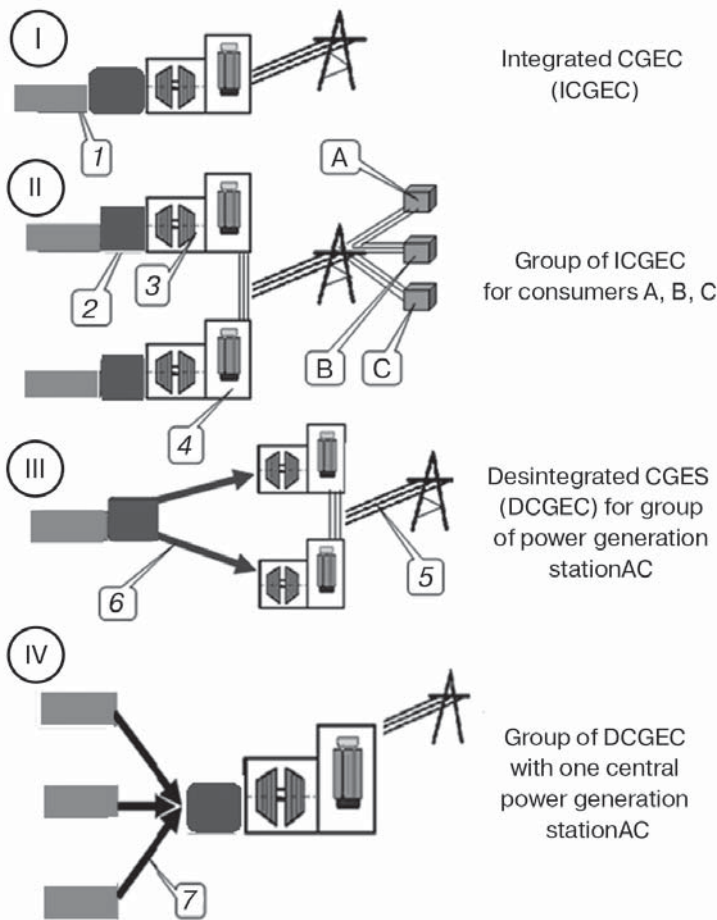 I
Integrated CGEC
(ICGEC)
1
II
A
2
3
Group of ICGEC
for consumers A, B, C
B
C
4
III
Desintegrated CGES
(DCGEC) for group
of power generation
stationAC
5
6
IV
Group of DCGEC
with one central
power generation
stationAC
7